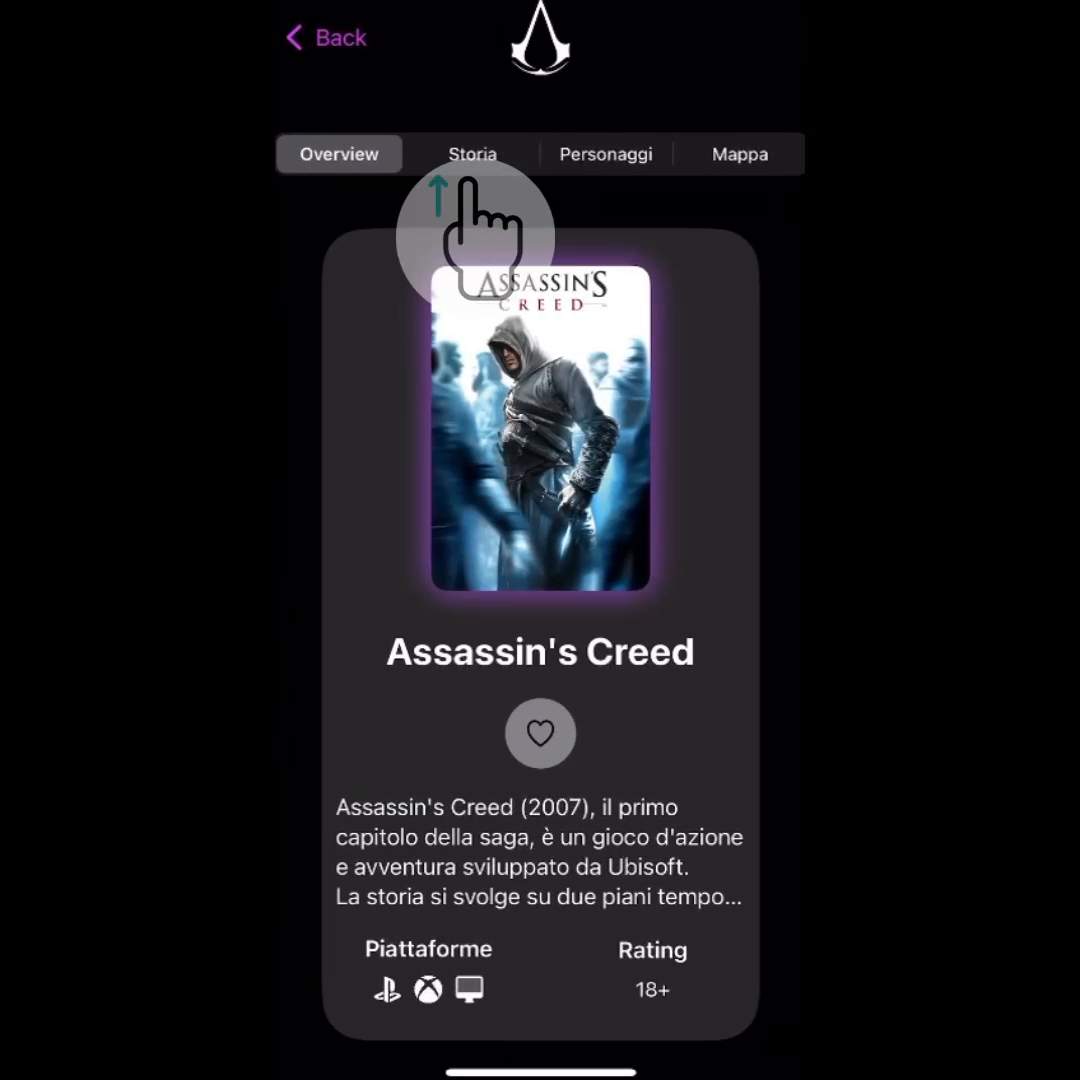 Back
Overview
Storia
Personaggi
Mappa
ASSASSIN'S
CREED
Assassin's Creed
Assassin's Creed (2007), il primo
capitolo della saga, è un gioco d'azione
e avventura sviluppato da Ubisoft.
La storia si svolge su due piani tempo...
Piattaforme
Rating
18+